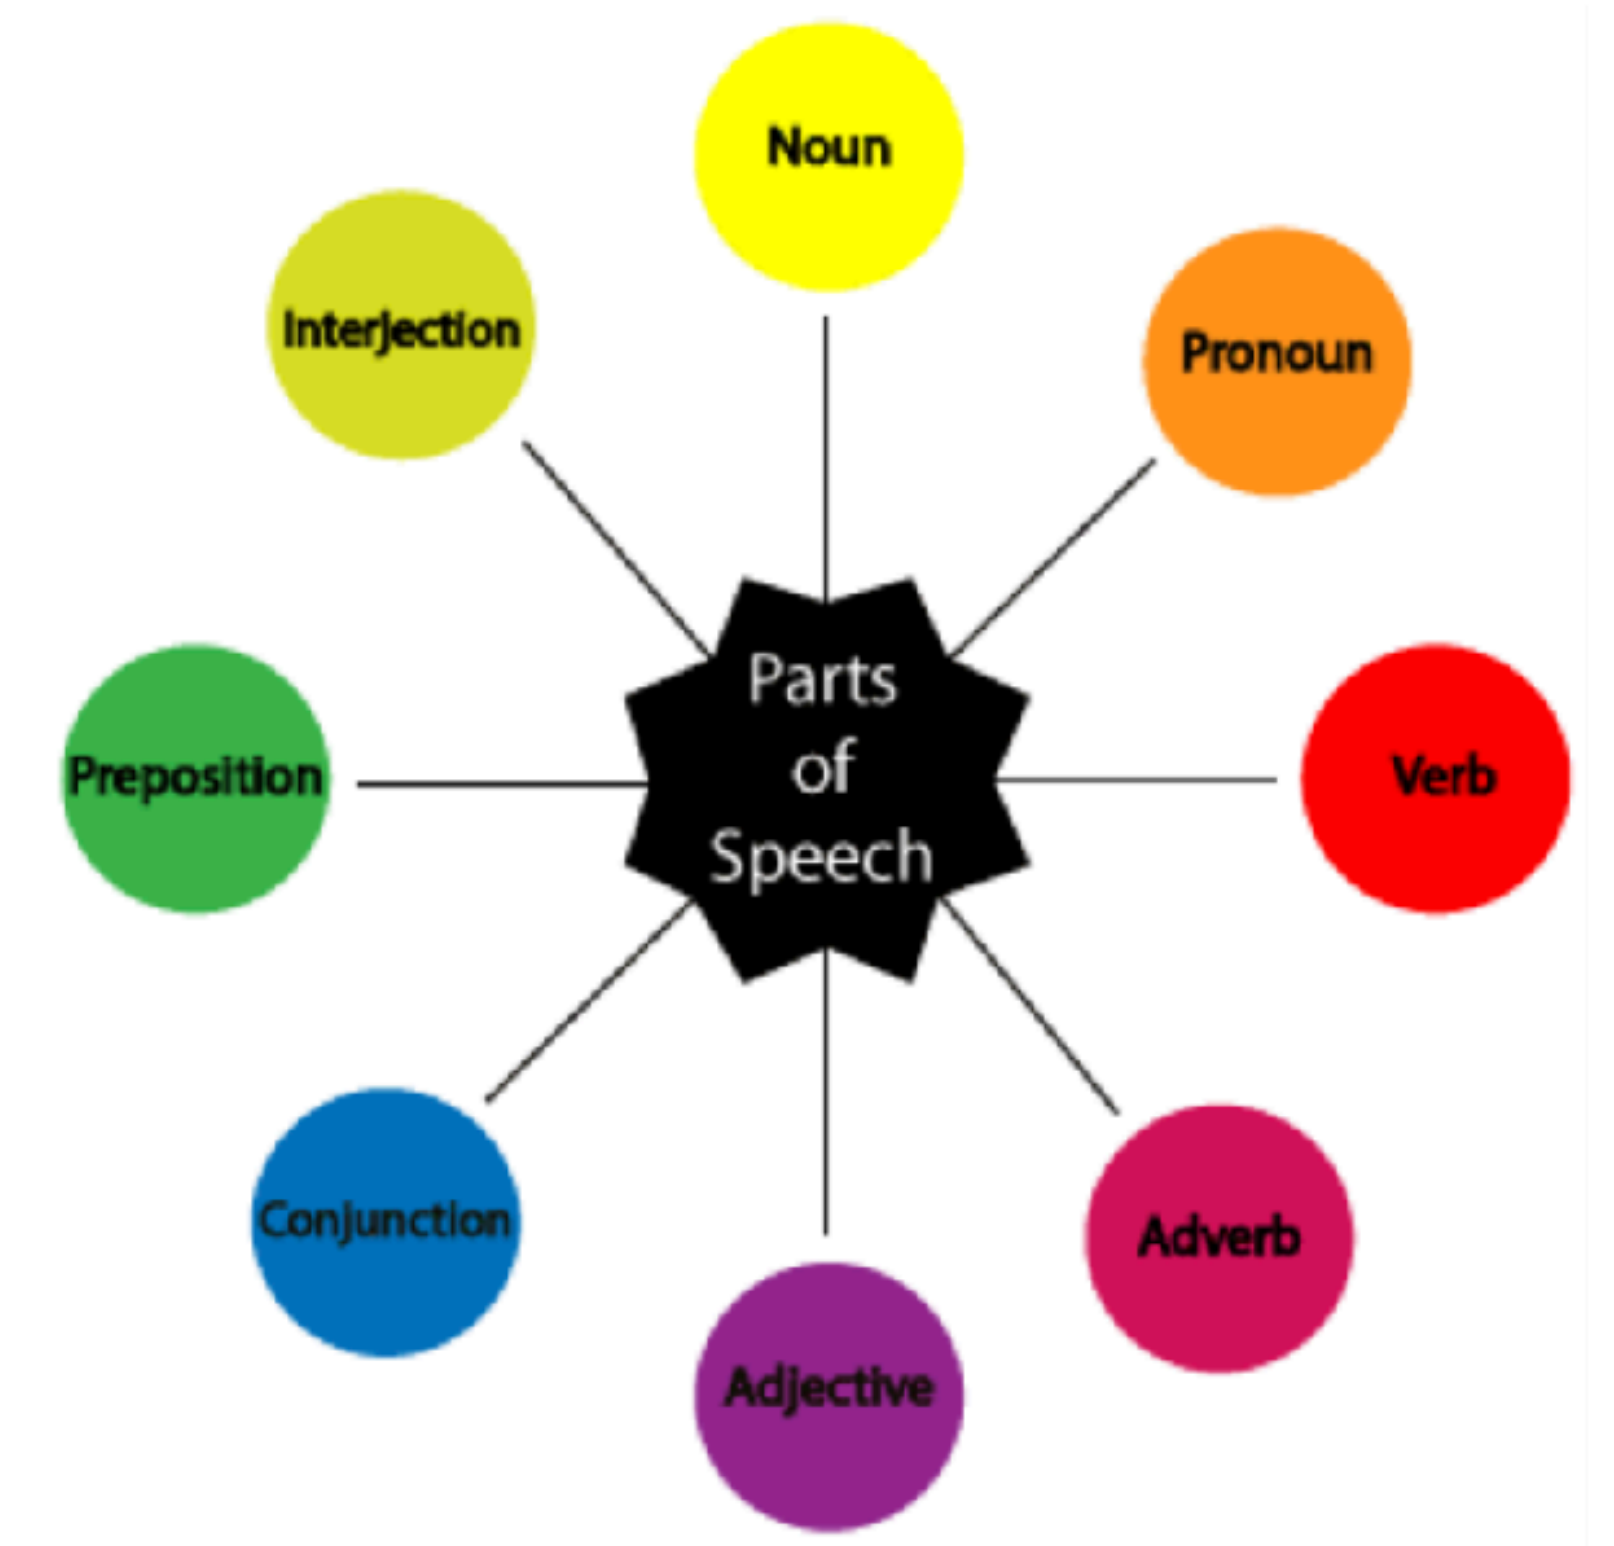 Noun
Interjection
Pronoun
Parts
of
Speech
Preposition
Verb
Conjunction
Adverb
Adjective